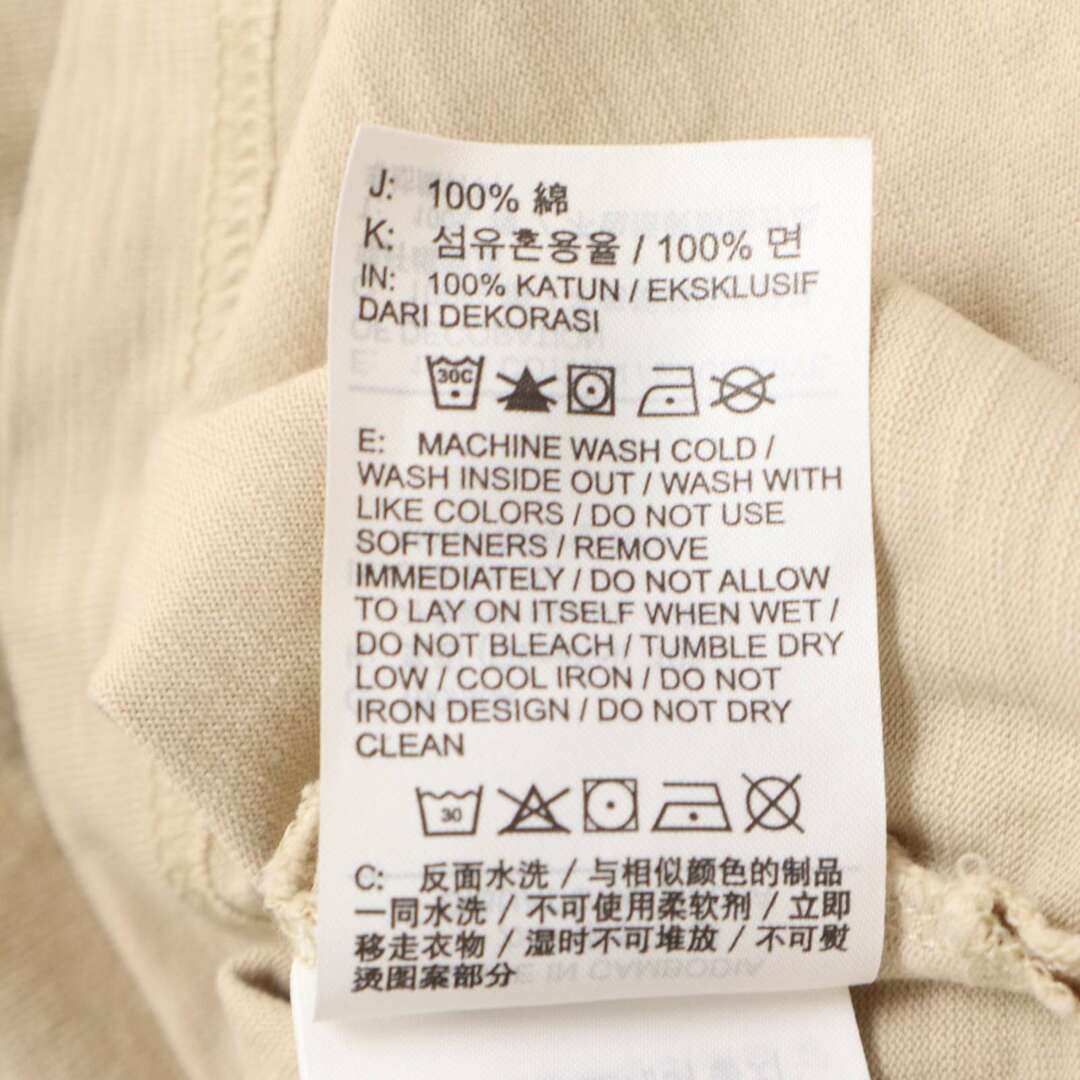 J: 100% 綿
K: 섬유혼용율 / 100% 면
IN: 100% KATUN / EKSKLUSIF
DARI DEKORASI
30C
E: MACHINE WASH COLD /
WASH INSIDE OUT / WASH WITH
LIKE COLORS / DO NOT USE
SOFTENERS / REMOVE
IMMEDIATELY / DO NOT ALLOW
TO LAY ON ITSELF WHEN WET /
DO NOT BLEACH / TUMBLE DRY
LOW / COOL IRON / DO NOT
IRON DESIGN / DO NOT DRY
CLEAN
30
C: 反面水洗 / 与相似颜色的制品
一同水洗 / 不可使用柔软剂 / 立即
移走衣物 / 湿时不可堆放 / 不可熨
烫图案部分